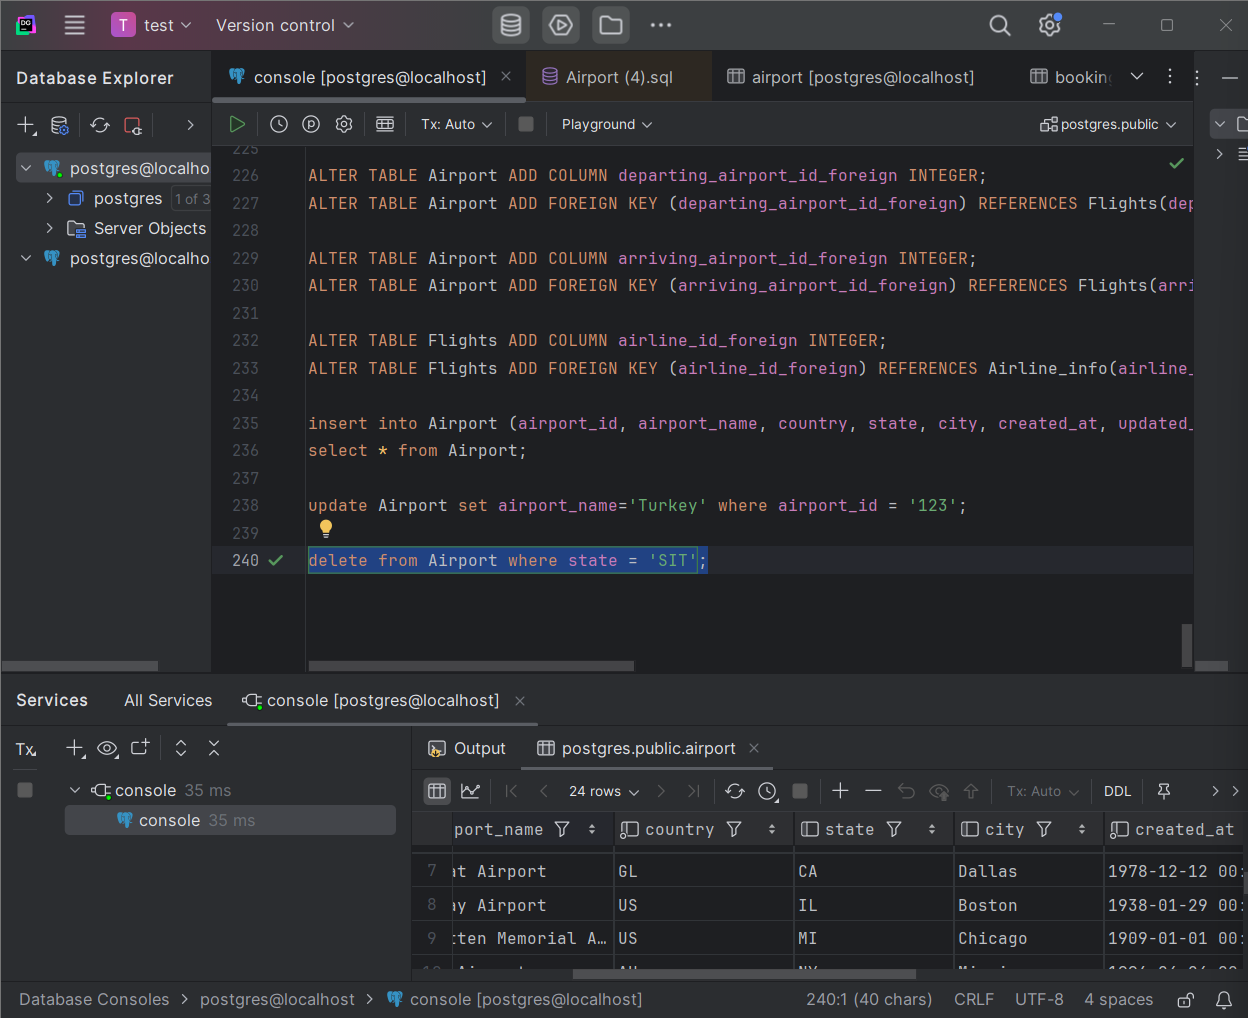 DG
T test Version control
Database Explorer
console [postgres@localhost] Airport (4).sql airport [postgres@localhost] booking
Tx: Auto Playground postgres.public
postgres@localho
postgres 1 of 3
Server Objects
postgres@localho
225
226 ALTER TABLE Airport ADD COLUMN departing_airport_id_foreign INTEGER;
227 ALTER TABLE Airport ADD FOREIGN KEY (departing_airport_id_foreign) REFERENCES Flights(dep
228
229 ALTER TABLE Airport ADD COLUMN arriving_airport_id_foreign INTEGER;
230 ALTER TABLE Airport ADD FOREIGN KEY (arriving_airport_id_foreign) REFERENCES Flights(arri
231
232 ALTER TABLE Flights ADD COLUMN airline_id_foreign INTEGER;
233 ALTER TABLE Flights ADD FOREIGN KEY (airline_id_foreign) REFERENCES Airline_info(airline_
234
235 insert into Airport (airport_id, airport_name, country, state, city, created_at, updated_
236 select * from Airport;
237
238 update Airport set airport_name='Turkey' where airport_id = '123';
239
240 delete from Airport where state = 'SIT';
Services All Services console [postgres@localhost]
Tx
console 35 ms
console 35 ms
Output postgres.public.airport
24 rows Tx: Auto DDL
port_name country state city created_at
7 at Airport GL CA Dallas 1978-12-12 00:
8 ay Airport US IL Boston 1938-01-29 00:
9 tten Memorial A… US MI Chicago 1909-01-01 00:
Database Consoles > postgres@localhost > console [postgres@localhost] 240:1 (40 chars) CRLF UTF-8 4 spaces